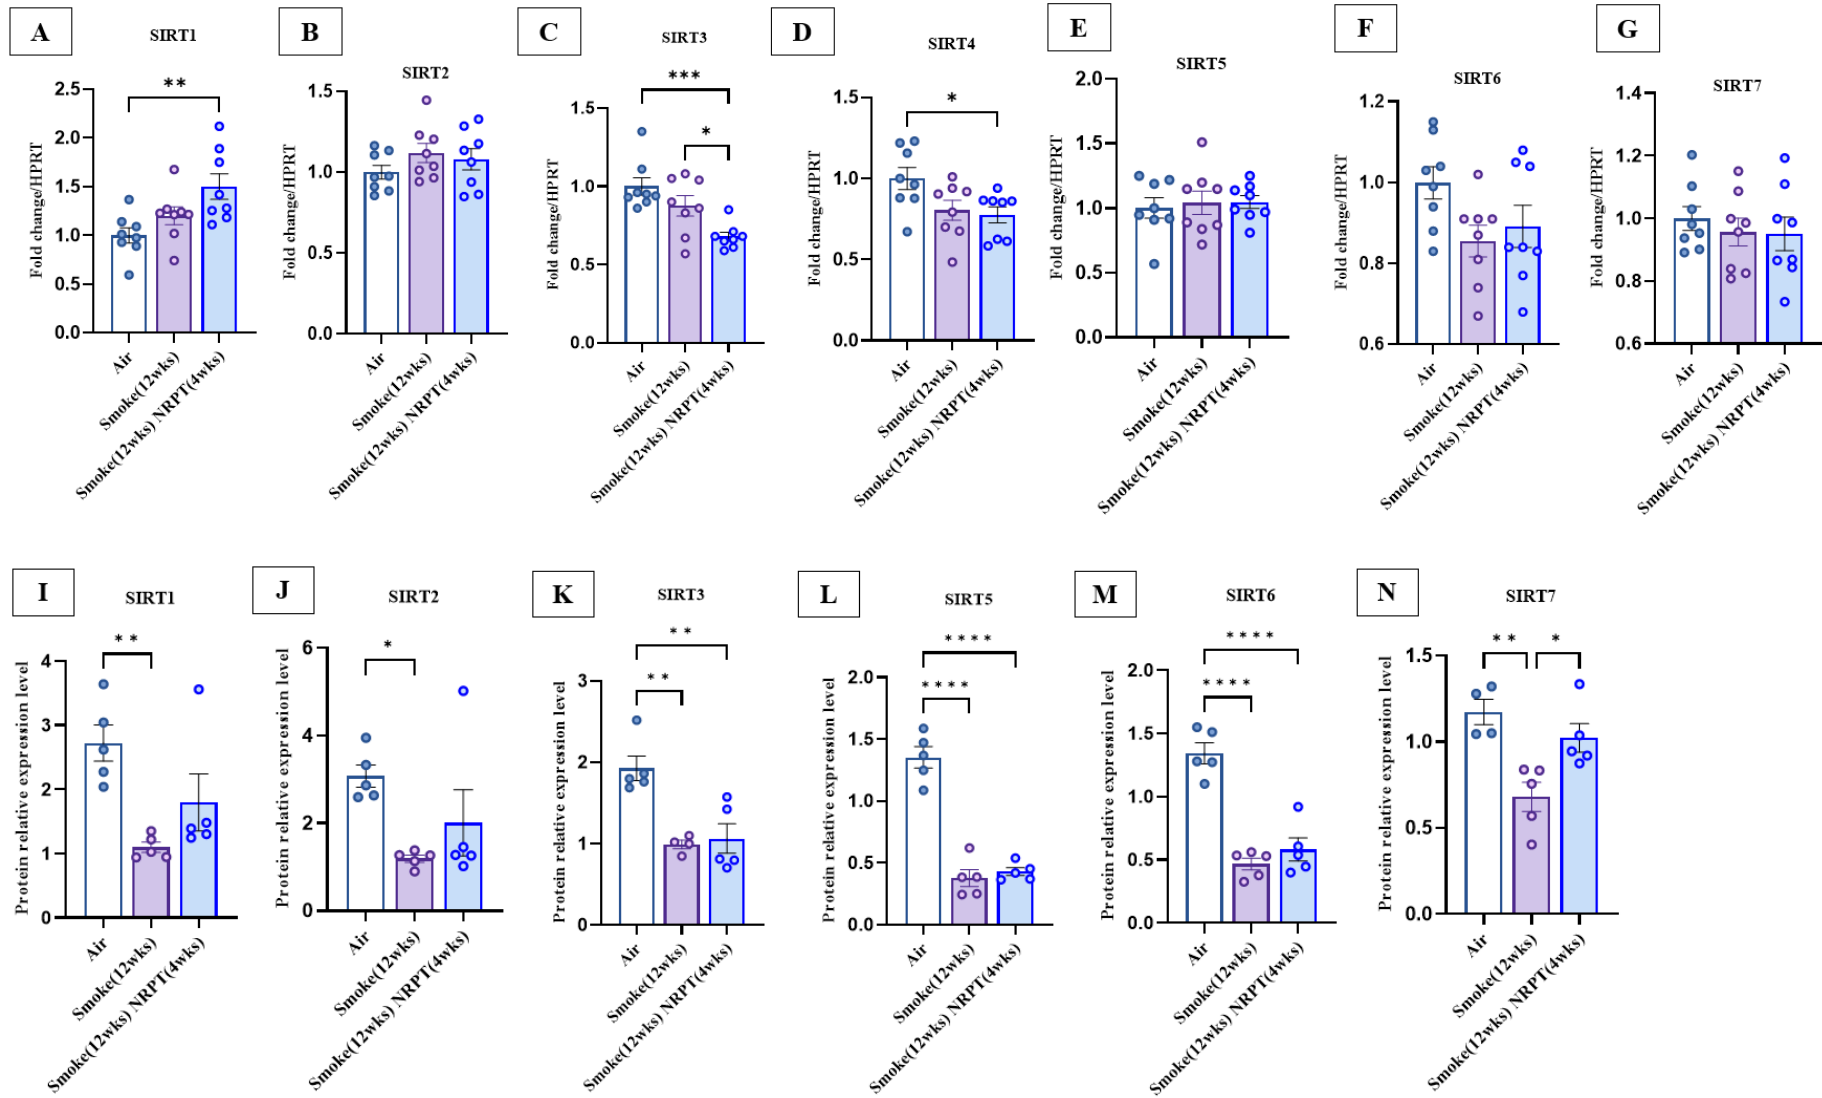 A
SIRT1
**
Fold change/HPRT
2.5
2.0
1.5
1.0
0.5
0.0
Air
Smoke(12wks)
Smoke(12wks) NRPT(4wks)
B
SIRT2
Fold change/HPRT
1.5
1.0
0.5
0.0
Air
Smoke(12wks)
Smoke(12wks) NRPT(4wks)
C
SIRT3
***
*
Fold change/HPRT
1.5
1.0
0.5
0.0
Air
Smoke(12wks)
Smoke(12wks) NRPT(4wks)
D
SIRT4
*
Fold change/HPRT
1.5
1.0
0.5
0.0
Air
Smoke(12wks)
Smoke(12wks) NRPT(4wks)
E
SIRT5
Fold change/HPRT
2.0
1.5
1.0
0.5
0.0
Air
Smoke(12wks)
Smoke(12wks) NRPT(4wks)
F
SIRT6
Fold change/HPRT
1.2
1.0
0.8
0.6
Air
Smoke(12wks)
Smoke(12wks) NRPT(4wks)
G
SIRT7
Fold change/HPRT
1.4
1.2
1.0
0.8
0.6
Air
Smoke(12wks)
Smoke(12wks) NRPT(4wks)
I
SIRT1
**
Protein relative expression level
4
3
2
1
0
Air
Smoke(12wks)
Smoke(12wks) NRPT(4wks)
J
SIRT2
*
Protein relative expression level
6
4
2
0
Air
Smoke(12wks)
Smoke(12wks) NRPT(4wks)
K
SIRT3
**
**
Protein relative expression level
3
2
1
0
Air
Smoke(12wks)
Smoke(12wks) NRPT(4wks)
L
SIRT5
****
****
Protein relative expression level
2.0
1.5
1.0
0.5
0.0
Air
Smoke(12wks)
Smoke(12wks) NRPT(4wks)
M
SIRT6
****
****
Protein relative expression level
2.0
1.5
1.0
0.5
0.0
Air
Smoke(12wks)
Smoke(12wks) NRPT(4wks)
N
SIRT7
** *
Protein relative expression level
1.5
1.0
0.5
0.0
Air
Smoke(12wks)
Smoke(12wks) NRPT(4wks)